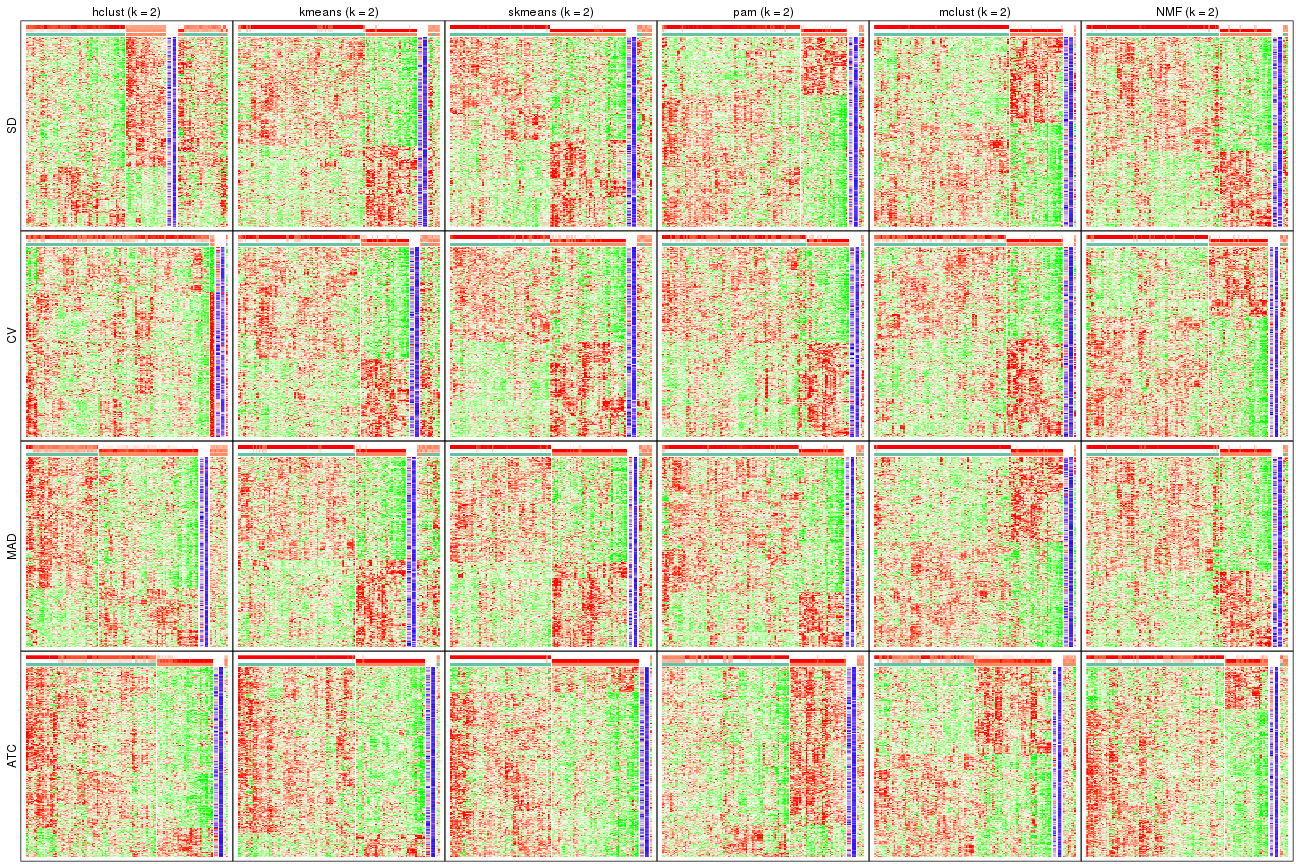 hclust (k = 2) kmeans (k = 2) skmeans (k = 2) pam (k = 2) mclust (k = 2) NMF (k = 2)
SD
CV
MAD
ATC